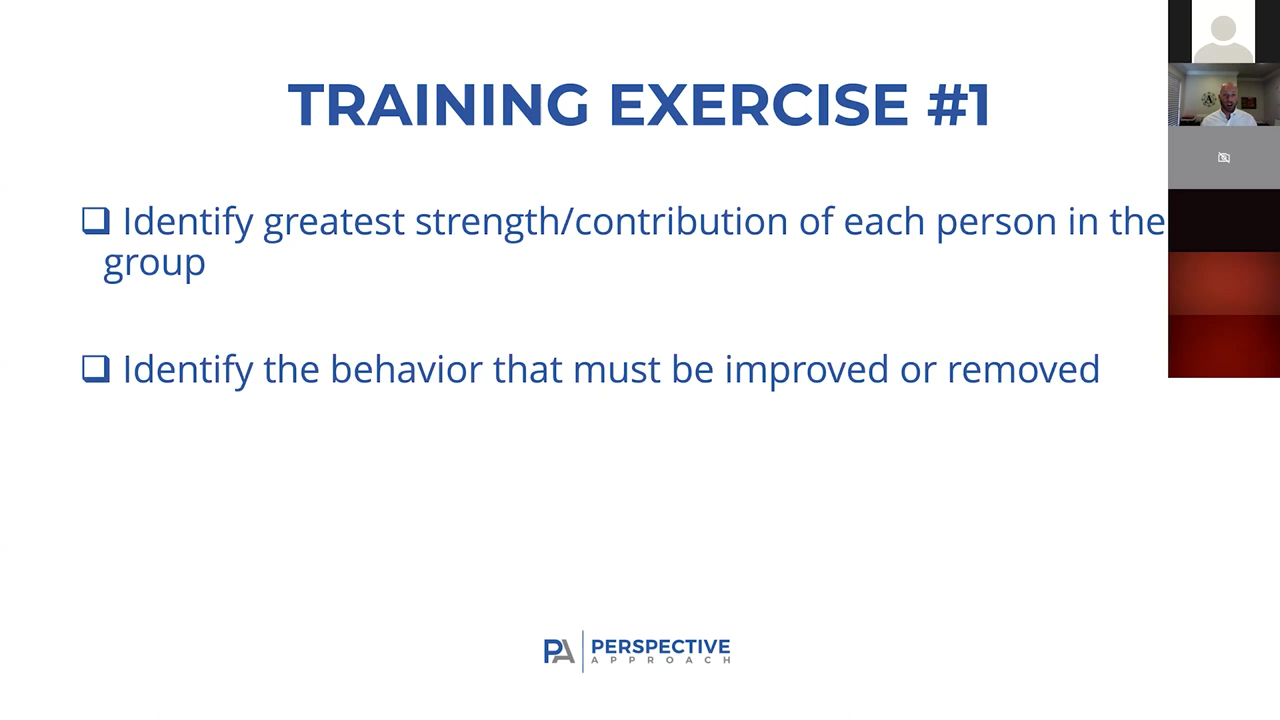 TRAINING EXERCISE #1
❑ Identify greatest strength/contribution of each person in the
group
❑ Identify the behavior that must be improved or removed
PA PERSPECTIVE
APPROACH